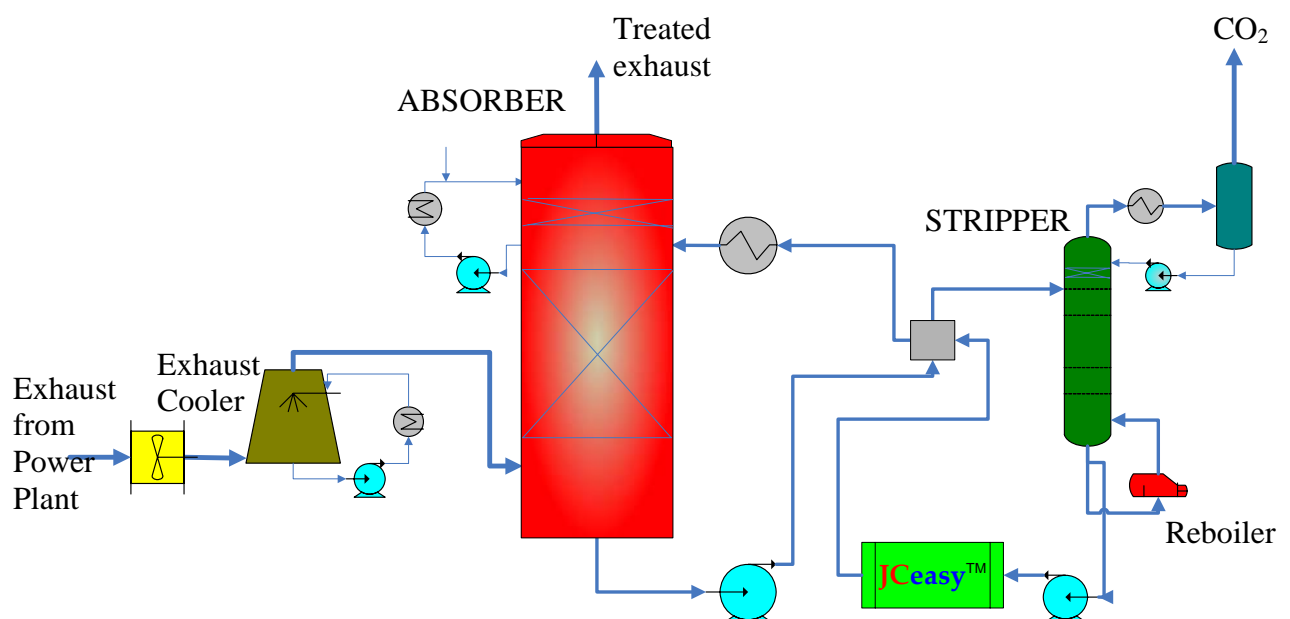 Treated
exhaust
CO₂
ABSORBER
STRIPPER
Exhaust
Cooler
Exhaust
from
Power
Plant
Reboiler
JCeasy™